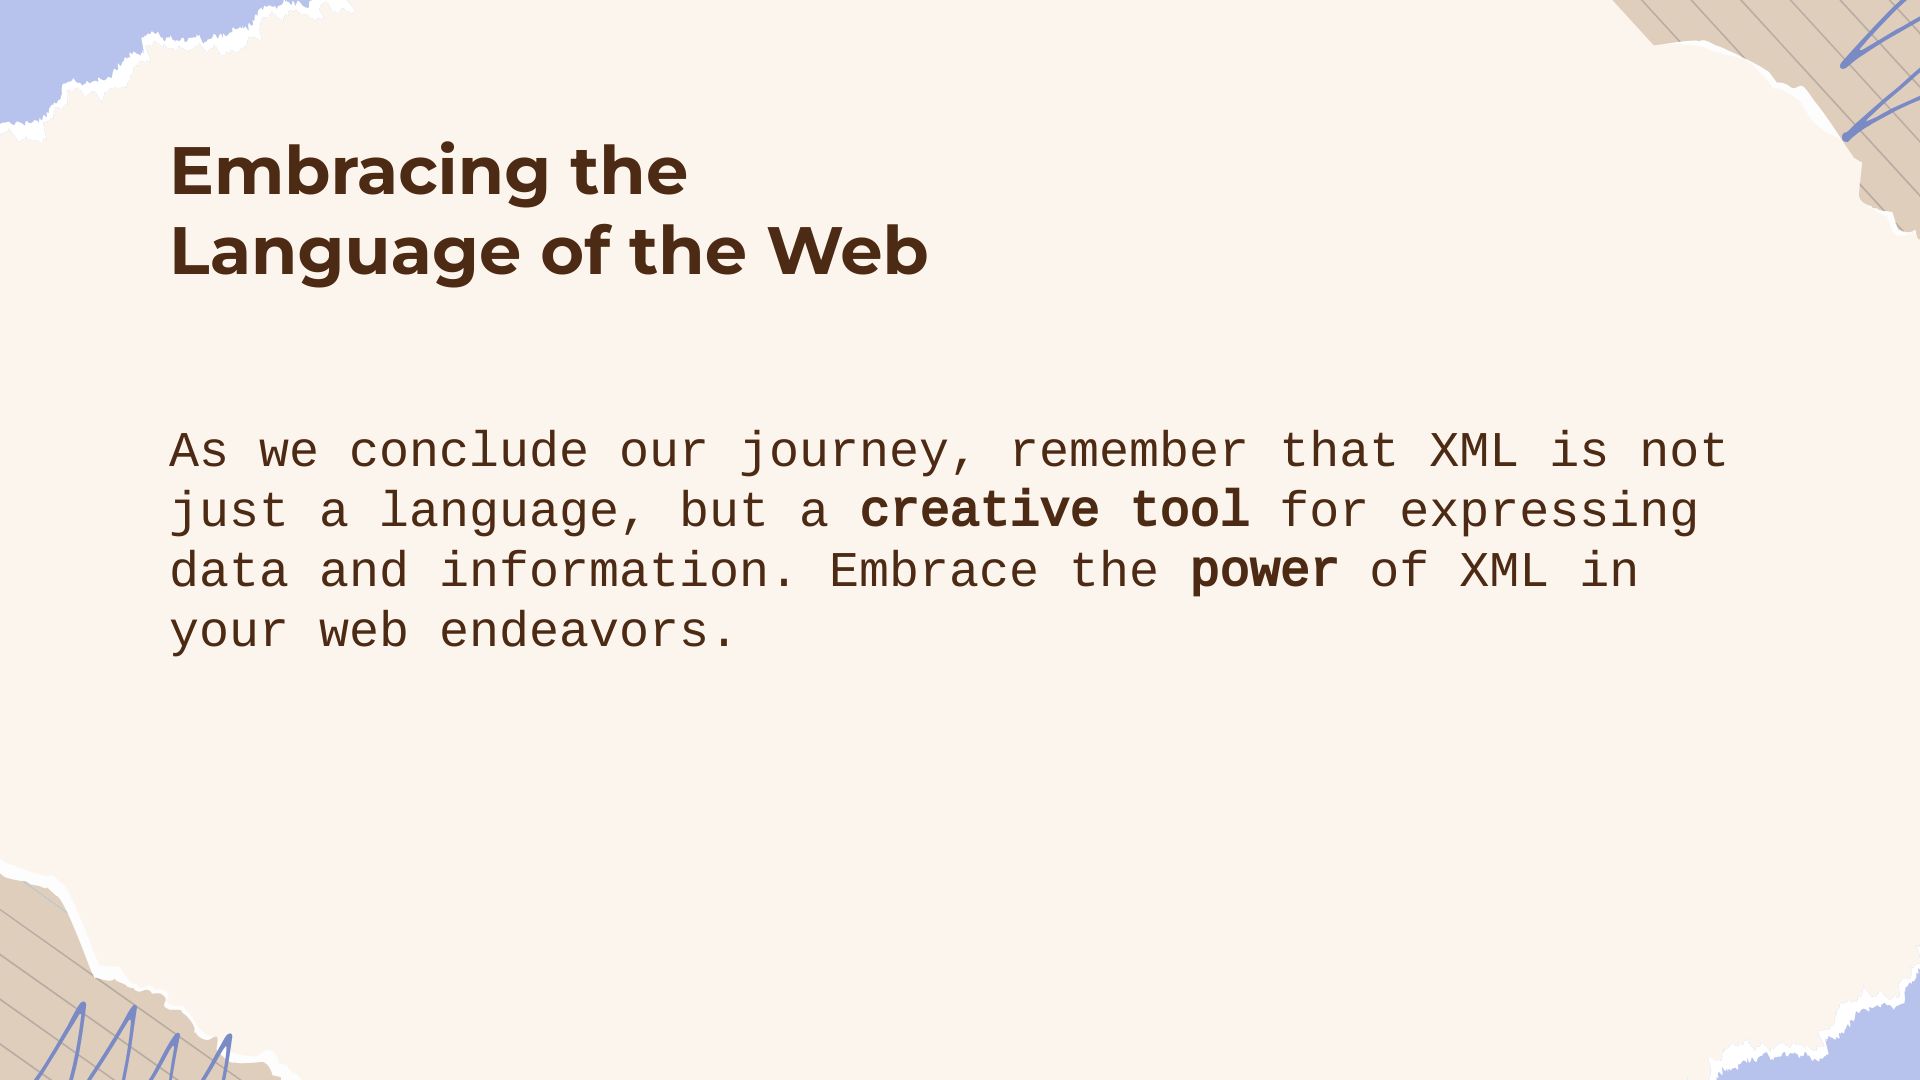 Embracing the
Language of the Web
As we conclude our journey, remember that XML is not
just a language, but a creative tool for expressing
data and information. Embrace the power of XML in
your web endeavors.